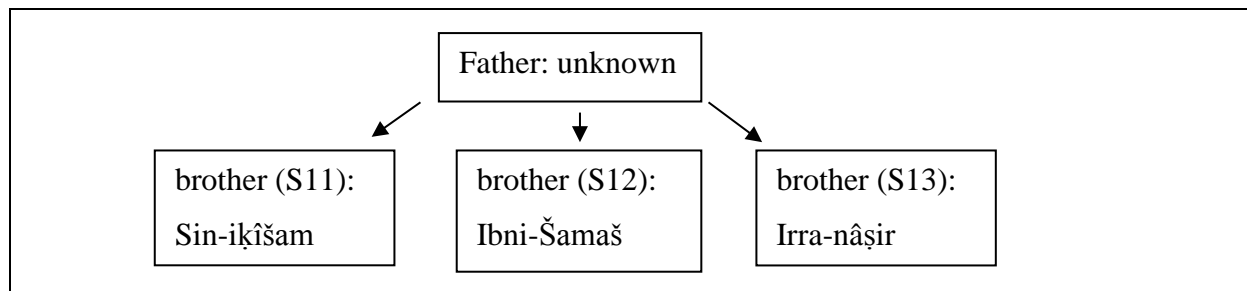 Father: unknown
brother (S11):
Sin-iḳîšam
brother (S12):
Ibni-Šamaš
brother (S13):
Irra-nâṣir